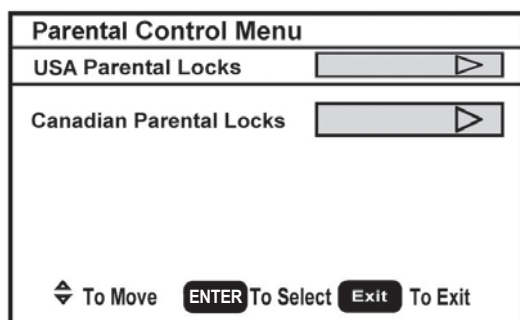 Parental Control Menu
USA Parental Locks
Canadian Parental Locks
To Move ENTER To Select Exit To Exit